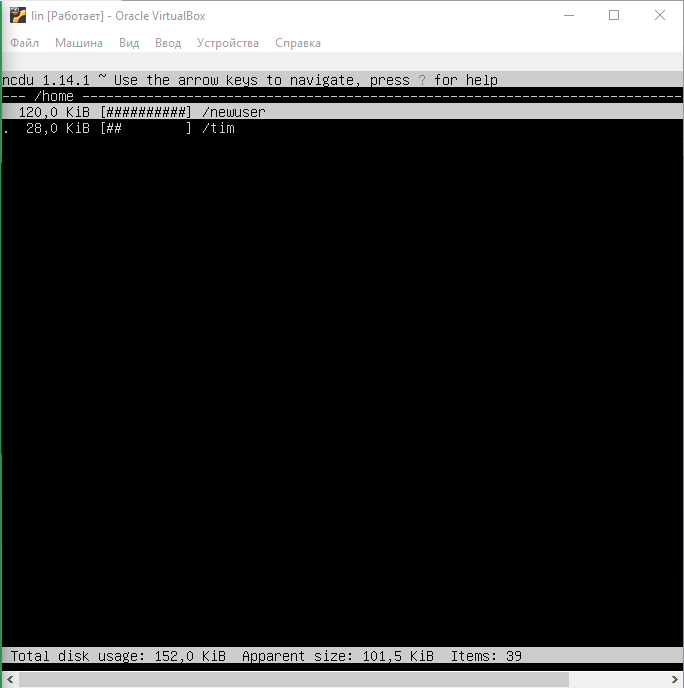 lin [Работает] - Oracle VirtualBox
Файл Машина Вид Ввод Устройства Справка
ncdu 1.14.1 ~ Use the arrow keys to navigate, press ? for help
--- /home ---------------------------------------------------------------------------
120,0 KiB [##########] /newuser
. 28,0 KiB [## ] /tim
Total disk usage: 152,0 KiB Apparent size: 101,5 KiB Items: 39